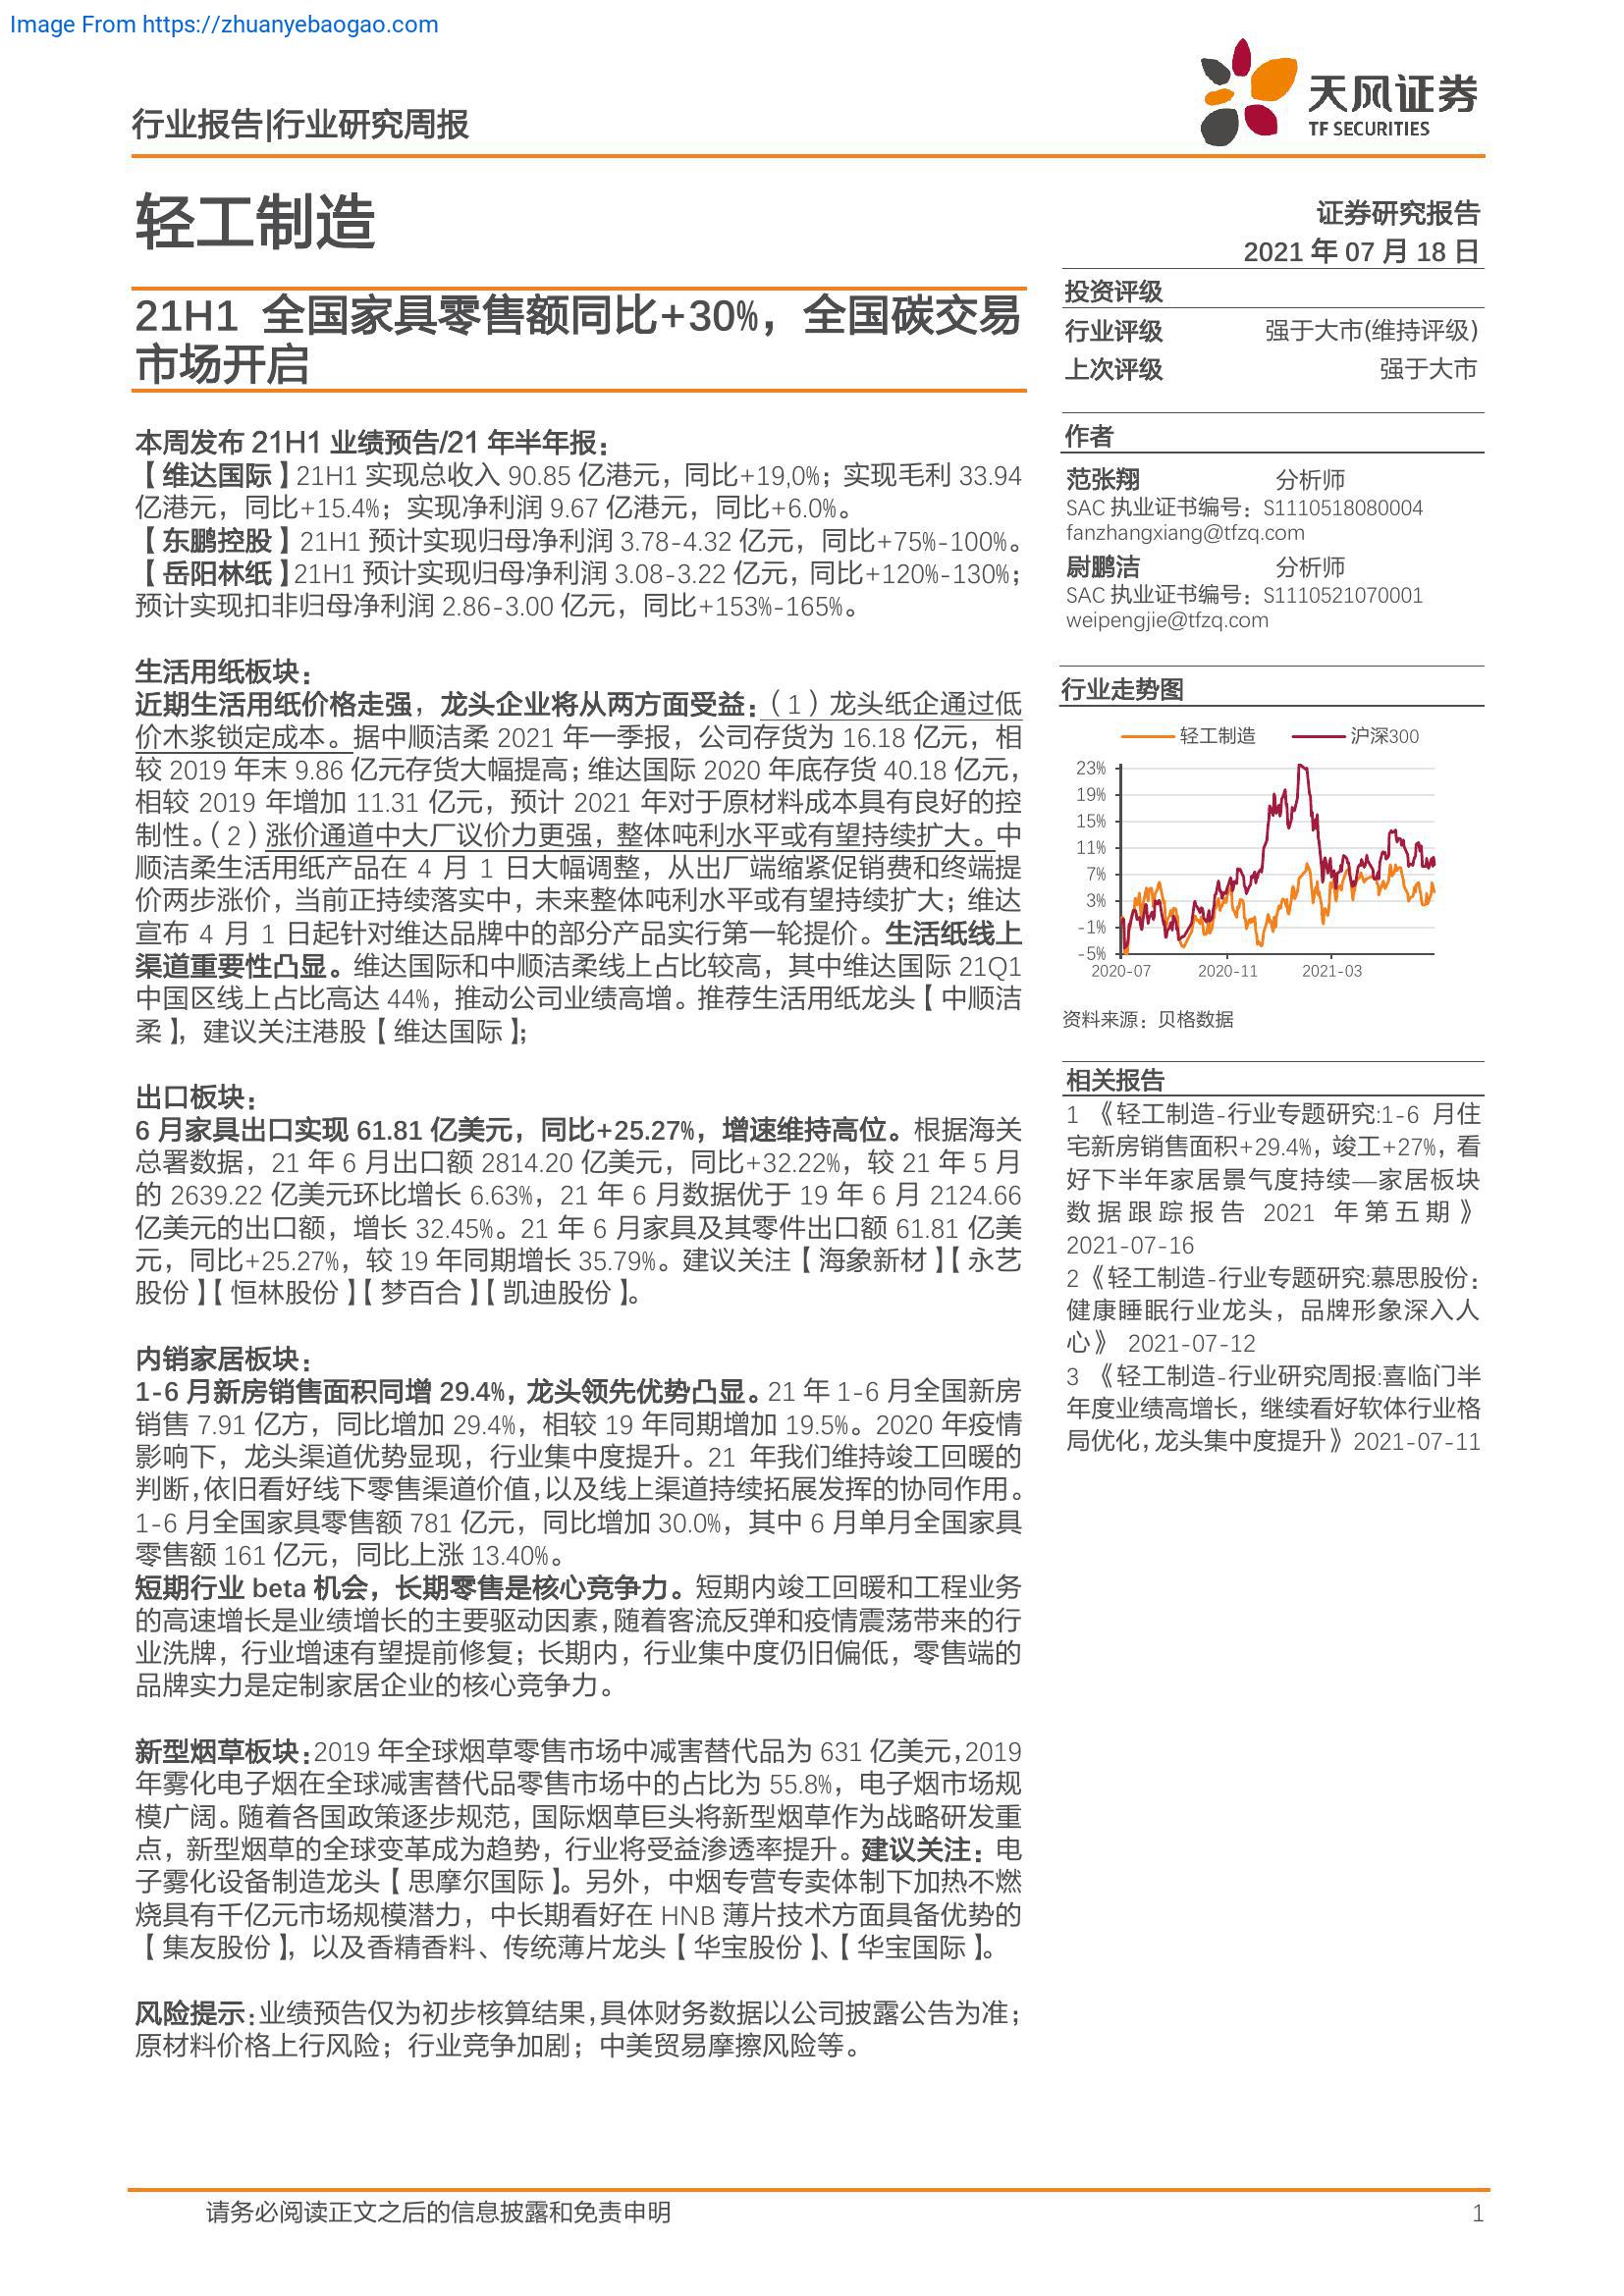 Image From https://zhuanyebaogao.com
行业报告|行业研究周报
天风证券
TF SECURITIES
轻工制造
证券研究报告
2021 年 07 月 18 日
21H1 全国家具零售额同比+30%，全国碳交易
市场开启
本周发布 21H1 业绩预告/21 年半年报：
【维达国际】21H1 实现总收入 90.85 亿港元，同比+19,0%；实现毛利 33.94
亿港元，同比+15.4%；实现净利润 9.67 亿港元，同比+6.0%。
【东鹏控股】21H1 预计实现归母净利润 3.78-4.32 亿元，同比+75%-100%。
【岳阳林纸】21H1 预计实现归母净利润 3.08-3.22 亿元，同比+120%-130%；
预计实现扣非归母净利润 2.86-3.00 亿元，同比+153%-165%。
生活用纸板块：
近期生活用纸价格走强，龙头企业将从两方面受益：（1）龙头纸企通过低
价木浆锁定成本。据中顺洁柔 2021 年一季报，公司存货为 16.18 亿元，相
较 2019 年末 9.86 亿元存货大幅提高；维达国际 2020 年底存货 40.18 亿元，
相较 2019 年增加 11.31 亿元，预计 2021 年对于原材料成本具有良好的控
制性。（2）涨价通道中大厂议价力更强，整体吨利水平或有望持续扩大。中
顺洁柔生活用纸产品在 4 月 1 日大幅调整，从出厂端缩紧促销费和终端提
价两步涨价，当前正持续落实中，未来整体吨利水平或有望持续扩大；维达
宣布 4 月 1 日起针对维达品牌中的部分产品实行第一轮提价。生活纸线上
渠道重要性凸显。维达国际和中顺洁柔线上占比较高，其中维达国际 21Q1
中国区线上占比高达 44%，推动公司业绩高增。推荐生活用纸龙头【中顺洁
柔】，建议关注港股【维达国际】；
出口板块：
6 月家具出口实现 61.81 亿美元，同比+25.27%，增速维持高位。根据海关
总署数据，21 年 6 月出口额 2814.20 亿美元，同比+32.22%，较 21 年 5 月
的 2639.22 亿美元环比增长 6.63%，21 年 6 月数据优于 19 年 6 月 2124.66
亿美元的出口额，增长 32.45%。21 年 6 月家具及其零件出口额 61.81 亿美
元，同比+25.27%，较 19 年同期增长 35.79%。建议关注【海象新材】【永艺
股份】【恒林股份】【梦百合】【凯迪股份】。
内销家居板块：
1-6 月新房销售面积同增 29.4%，龙头领先优势凸显。21 年 1-6 月全国新房
销售 7.91 亿方，同比增加 29.4%，相较 19 年同期增加 19.5%。2020 年疫情
影响下，龙头渠道优势显现，行业集中度提升。21 年我们维持竣工回暖的
判断，依旧看好线下零售渠道价值，以及线上渠道持续拓展发挥的协同作用。
1-6 月全国家具零售额 781 亿元，同比增加 30.0%，其中 6 月单月全国家具
零售额 161 亿元，同比上涨 13.40%。
短期行业 beta 机会，长期零售是核心竞争力。短期内竣工回暖和工程业务
的高速增长是业绩增长的主要驱动因素，随着客流反弹和疫情震荡带来的行
业洗牌，行业增速有望提前修复；长期内，行业集中度仍旧偏低，零售端的
品牌实力是定制家居企业的核心竞争力。
新型烟草板块：2019 年全球烟草零售市场中减害替代品为 631 亿美元，2019
年雾化电子烟在全球减害替代品零售市场中的占比为 55.8%，电子烟市场规
模广阔。随着各国政策逐步规范，国际烟草巨头将新型烟草作为战略研发重
点，新型烟草的全球变革成为趋势，行业将受益渗透率提升。建议关注：电
子雾化设备制造龙头【思摩尔国际】。另外，中烟专营专卖体制下加热不燃
烧具有千亿元市场规模潜力，中长期看好在 HNB 薄片技术方面具备优势的
【集友股份】，以及香精香料、传统薄片龙头【华宝股份】、【华宝国际】。
风险提示：业绩预告仅为初步核算结果，具体财务数据以公司披露公告为准；
原材料价格上行风险；行业竞争加剧；中美贸易摩擦风险等。
投资评级
行业评级 强于大市(维持评级)
上次评级 强于大市
作者
范张翔 分析师
SAC 执业证书编号：S1110518080004
fanzhangxiang@tfzq.com
尉鹏洁 分析师
SAC 执业证书编号：S1110521070001
weipengjie@tfzq.com
行业走势图
轻工制造 沪深300
23%
19%
15%
11%
7%
3%
-1%
-5%
2020-07 2020-11 2021-03
资料来源：贝格数据
相关报告
1 《轻工制造-行业专题研究:1-6 月住
宅新房销售面积+29.4%，竣工+27%，看
好下半年家居景气度持续—家居板块
数据跟踪报告 2021 年第五期》
2021-07-16
2《轻工制造-行业专题研究:慕思股份：
健康睡眠行业龙头，品牌形象深入人
心》 2021-07-12
3 《轻工制造-行业研究周报:喜临门半
年度业绩高增长，继续看好软体行业格
局优化，龙头集中度提升》2021-07-11
请务必阅读正文之后的信息披露和免责申明 1